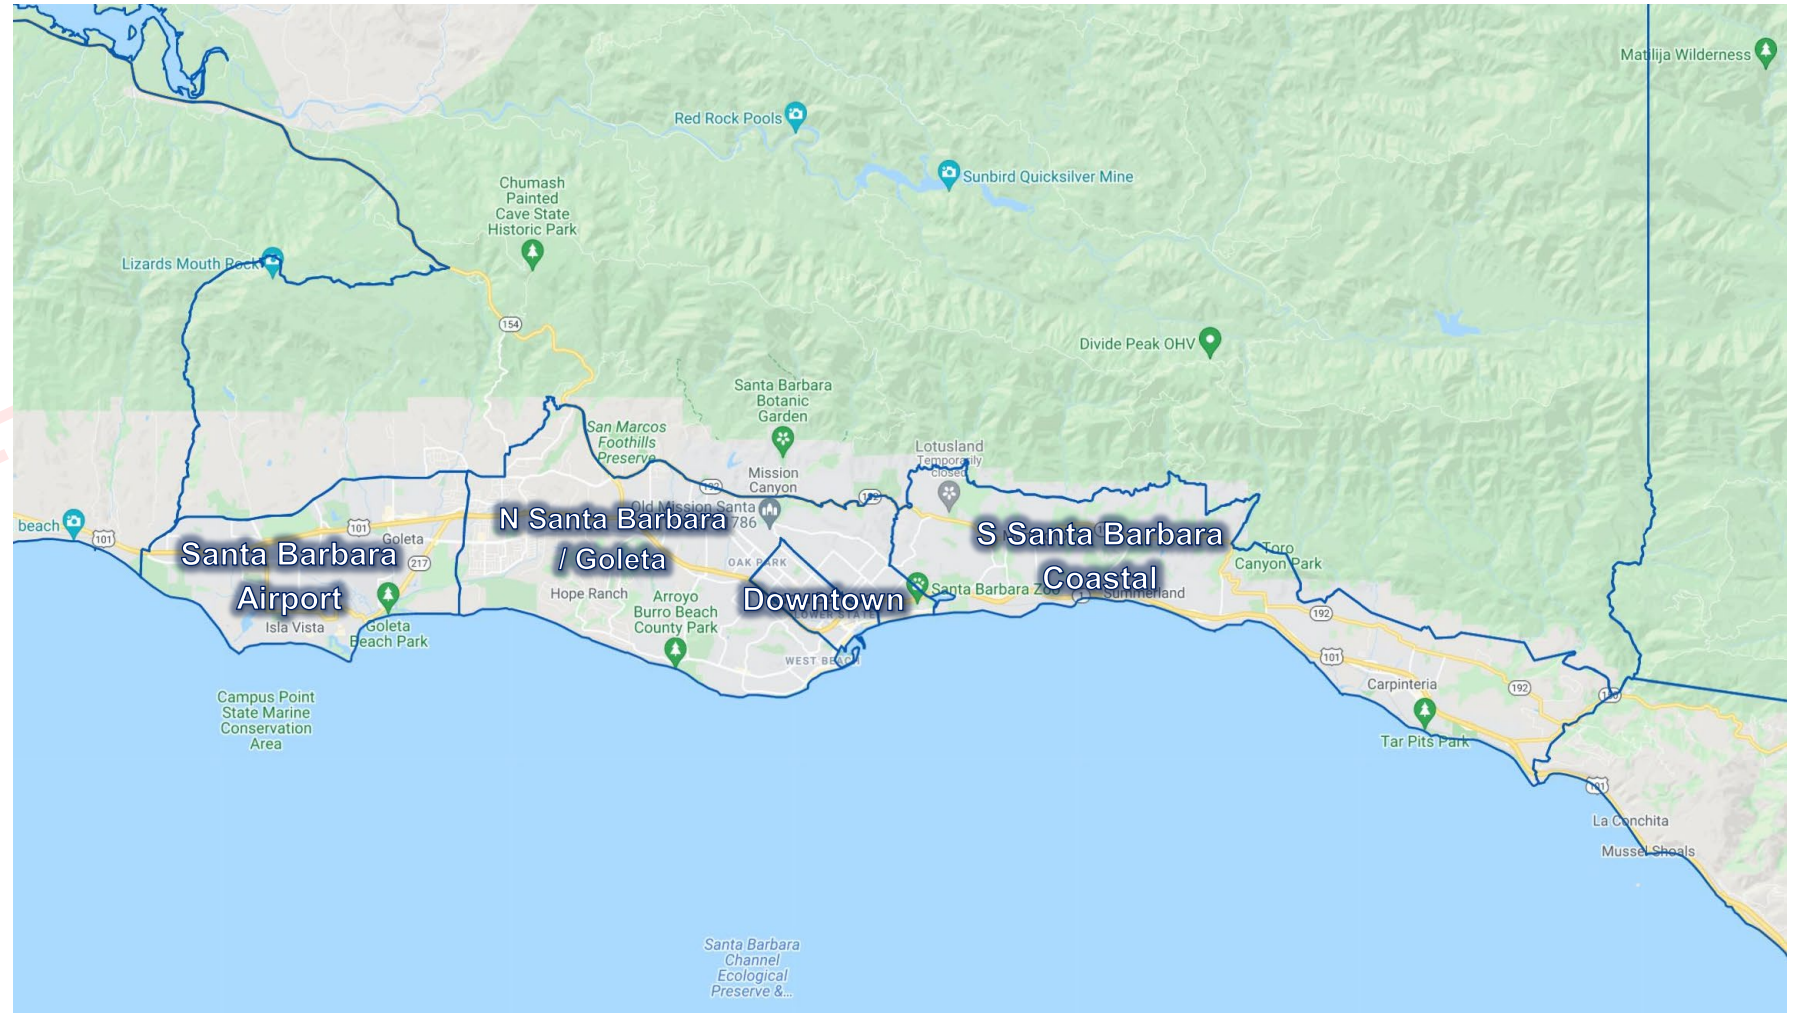 Matilija Wilderness
Red Rock Pools
Sunbird Quicksilver Mine
Chumash
Painted
Cave State
Historic Park
Lizards Mouth Rock
154
Divide Peak OHV
Santa Barbara
Botanic
Garden
San Marcos
Foothills
Preserve
Lotusland
Temporarily
closed
Mission
Canyon
192
192
Old Mission Santa
786
N Santa Barbara
/ Goleta
beach
101
101
Goleta
217
Santa Barbara
Airport
S Santa Barbara
Coastal
Toro
Canyon Park
OAK PARK
Downtown
LOWER STATE
Santa Barbara Zoo
1
Summerland
Hope Ranch
Arroyo
Burro Beach
County Park
Isla Vista
Goleta
Beach Park
WEST BEACH
192
101
Carpinteria
192
Tar Pits Park
Campus Point
State Marine
Conservation
Area
101
La Conchita
Mussel Shoals
Santa Barbara
Channel
Ecological
Preserve &...